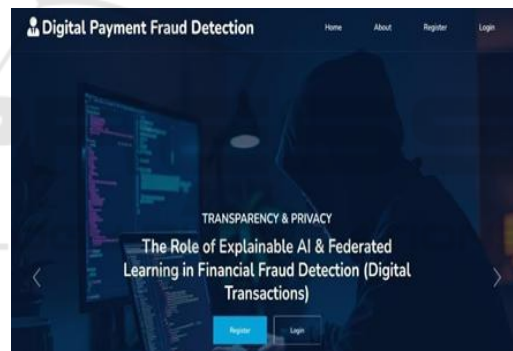 Digital Payment Fraud Detection
Home About Register Login
TRANSPARENCY & PRIVACY
The Role of Explainable AI & Federated
Learning in Financial Fraud Detection (Digital
Transactions)
Register Login